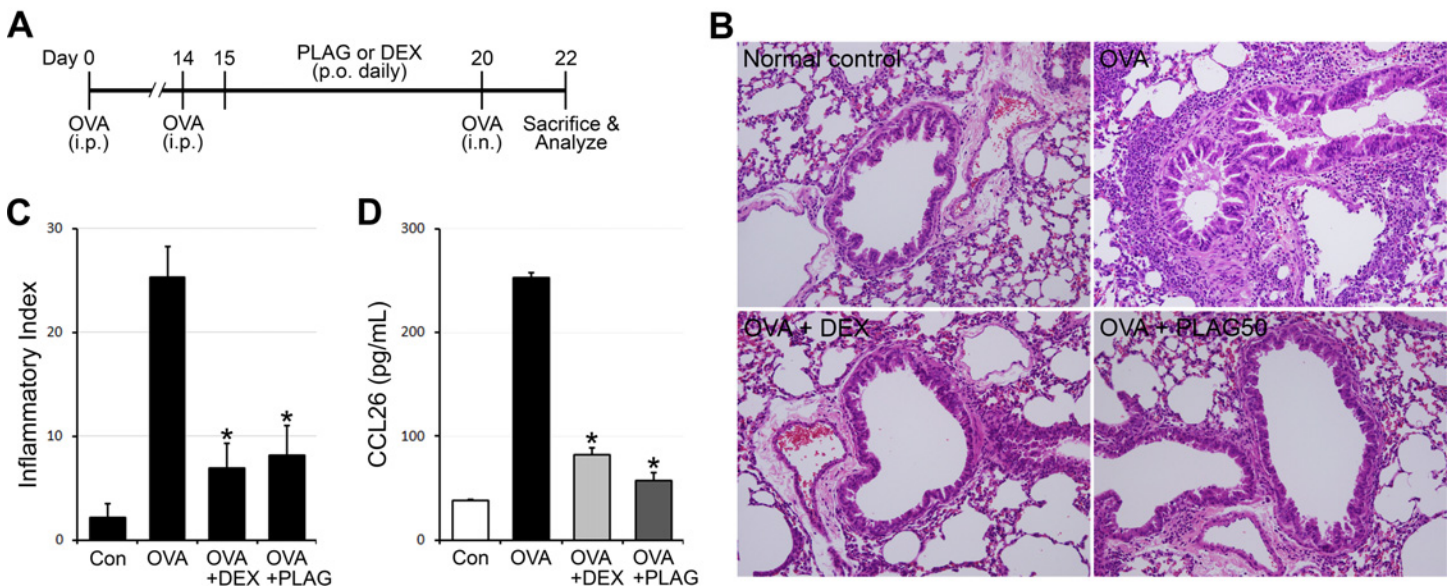 A
Day 0
14
15
PLAG or DEX
(p.o. daily)
20
22
OVA
(i.p.)
OVA
(i.p.)
OVA
(i.n.)
Sacrifice &
Analyze
B
Normal control
OVA
OVA + DEX
OVA + PLAG50
C
Inflammatory Index
30
20
10
0
*
*
Con
OVA
OVA
+DEX
OVA
+PLAG
D
CCL26 (pg/mL)
300
200
100
0
*
*
Con
OVA
OVA
+DEX
OVA
+PLAG